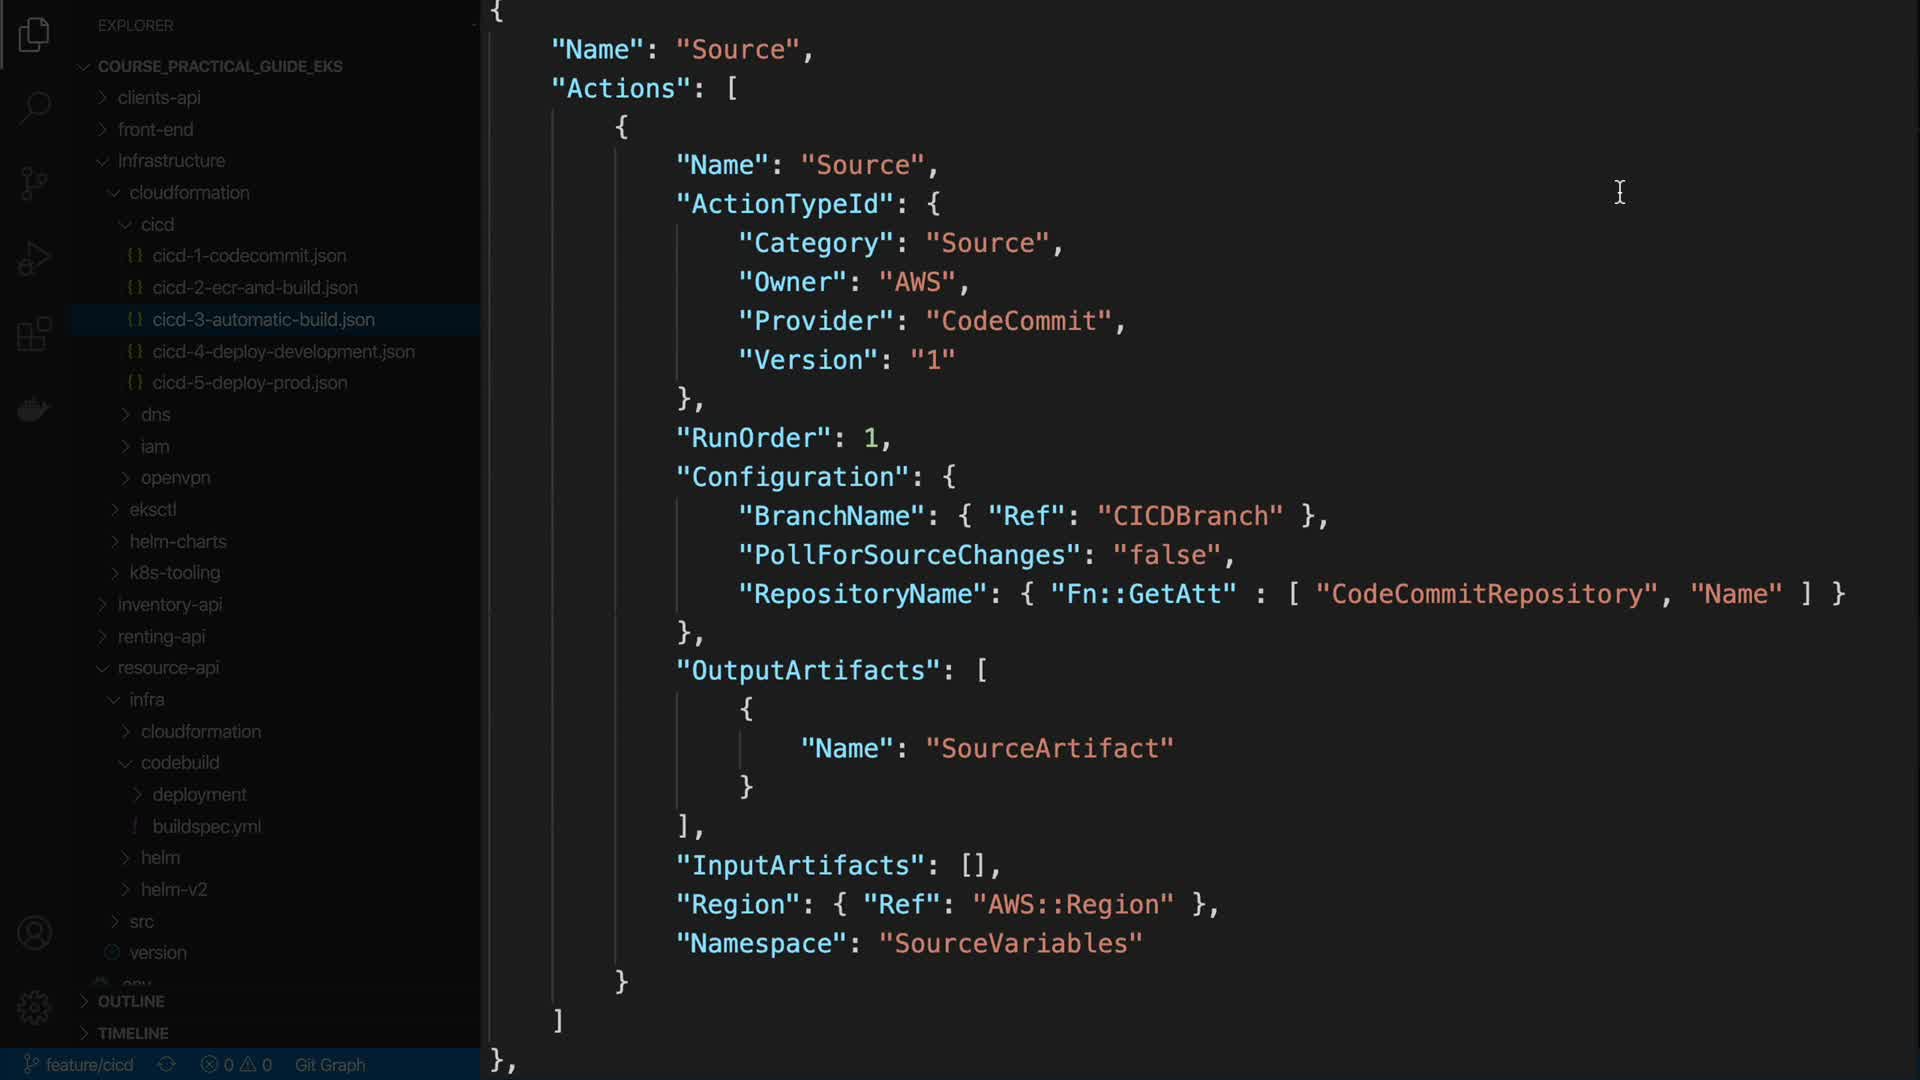 EXPLORER
COURSE_PRACTICAL_GUIDE_EKS
clients-api
front-end
infrastructure
cloudformation
cicd
{} cicd-1-codecommit.json
{} cicd-2-ecr-and-build.json
{} cicd-3-automatic-build.json
{} cicd-4-deploy-development.json
{} cicd-5-deploy-prod.json
dns
iam
openvpn
eksctl
helm-charts
k8s-tooling
inventory-api
renting-api
resource-api
infra
cloudformation
codebuild
deployment
! buildspec.yml
helm
helm-v2
src
version
OUTLINE
TIMELINE
feature/cicd 0 0 Git Graph
{
"Name": "Source",
"Actions": [
{
"Name": "Source",
"ActionTypeId": {
"Category": "Source",
"Owner": "AWS",
"Provider": "CodeCommit",
"Version": "1"
},
"RunOrder": 1,
"Configuration": {
"BranchName": { "Ref": "CICDBranch" },
"PollForSourceChanges": "false",
"RepositoryName": { "Fn::GetAtt" : [ "CodeCommitRepository", "Name" ] }
},
"OutputArtifacts": [
{
"Name": "SourceArtifact"
}
],
"InputArtifacts": [],
"Region": { "Ref": "AWS::Region" },
"Namespace": "SourceVariables"
}
]
},